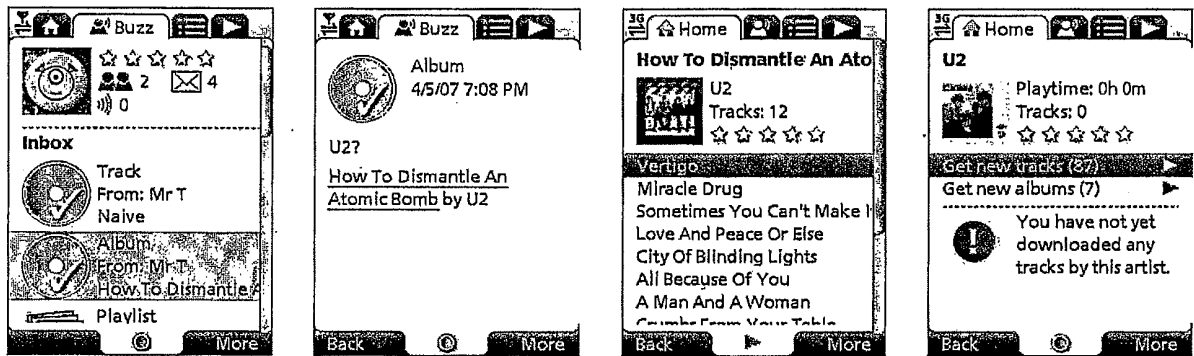 Buzz
2
4
0
Inbox
Track
From: Mr T
Naive
Album
From: Mr T
How To Dismantle A
Playlist
More
Buzz
Album
4/5/07 7:08 PM
U2?
How To Dismantle An
Atomic Bomb by U2
Back
More
3G
Home
How To Dismantle An Ato
U2
Tracks: 12
Vertigo
Miracle Drug
Sometimes You Can't Make I
Love And Peace Or Else
City Of Blinding Lights
All Because Of You
A Man And A Woman
Crumbs From Your Table
Back
More
3G
Home
U2
Playtime: 0h 0m
Tracks: 0
Get new tracks (37)
Get new albums (7)
You have not yet
downloaded any
tracks by this artist.
Back
More